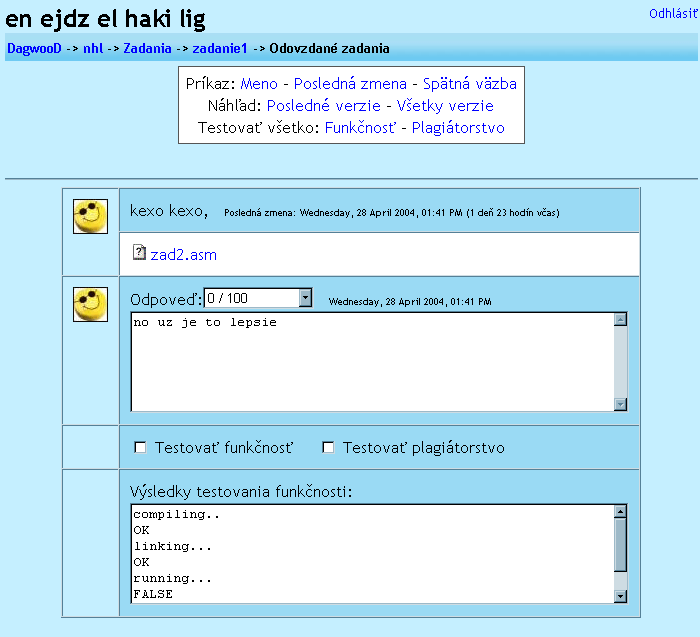 en ejdz el haki lig
Odhlásiť
DagwooD -> nhl -> Zadania -> zadanie1 -> Odovzdané zadania
Príkaz: Meno - Posledná zmena - Spätná väzba
Náhľad: Posledné verzie - Všetky verzie
Testovať všetko: Funkčnosť - Plagiátorstvo
kexo kexo, Posledná zmena: Wednesday, 28 April 2004, 01:41 PM (1 deň 23 hodín včas)
zad2.asm
Odpoveď: 0 / 100 Wednesday, 28 April 2004, 01:41 PM
no uz je to lepsie
Testovať funkčnosť Testovať plagiátorstvo
Výsledky testovania funkčnosti:
compiling..
OK
linking...
OK
running...
FALSE